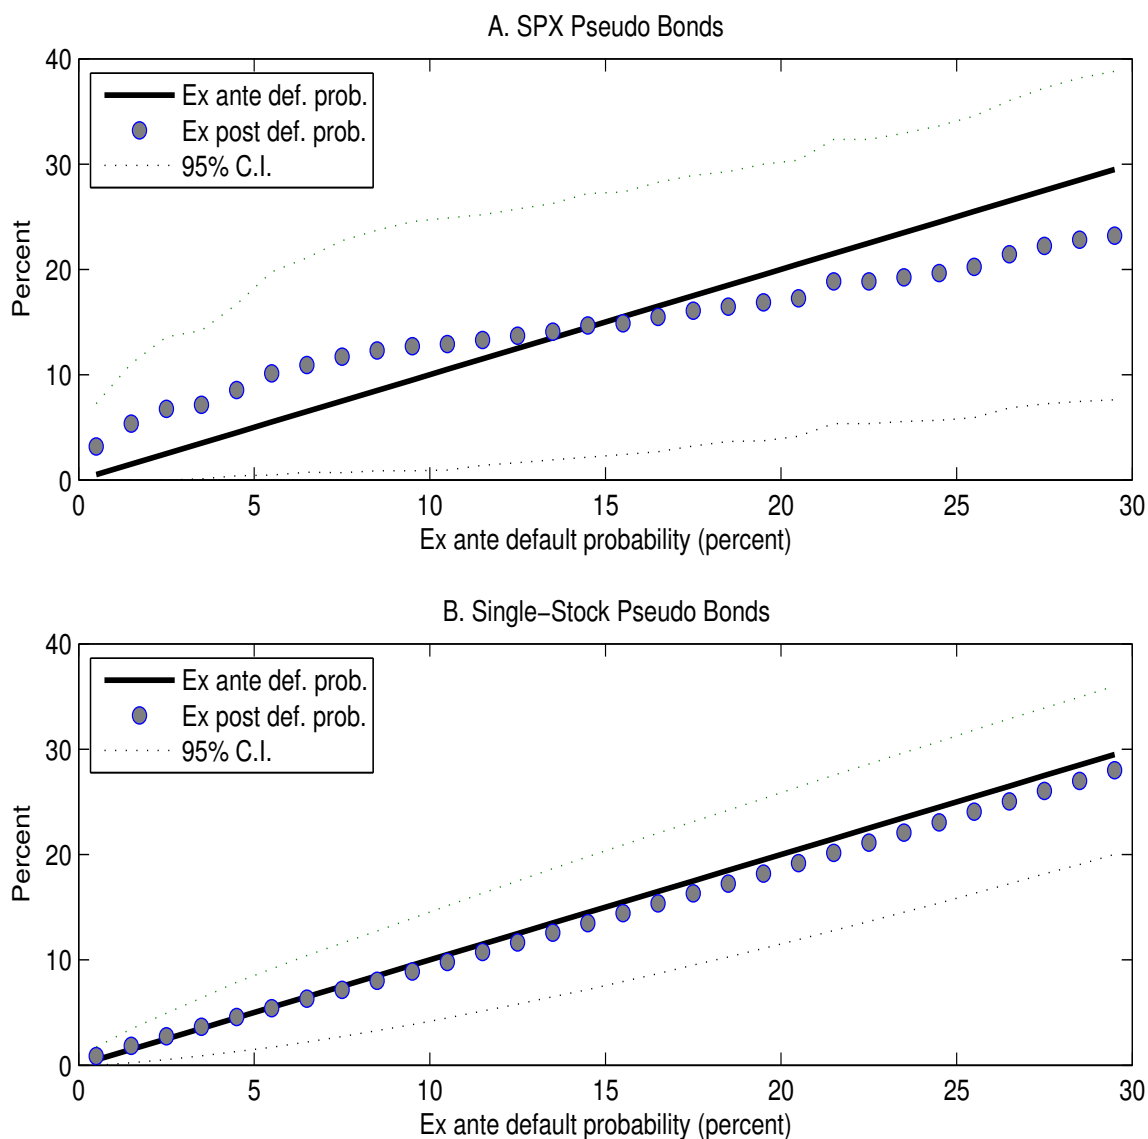 A. SPX Pseudo Bonds
40
30
20
10
0
Percent
Ex ante def. prob.
Ex post def. prob.
95% C.I.
0 5 10 15 20 25 30
Ex ante default probability (percent)
B. Single−Stock Pseudo Bonds
40
30
20
10
0
Percent
Ex ante def. prob.
Ex post def. prob.
95% C.I.
0 5 10 15 20 25 30
Ex ante default probability (percent)